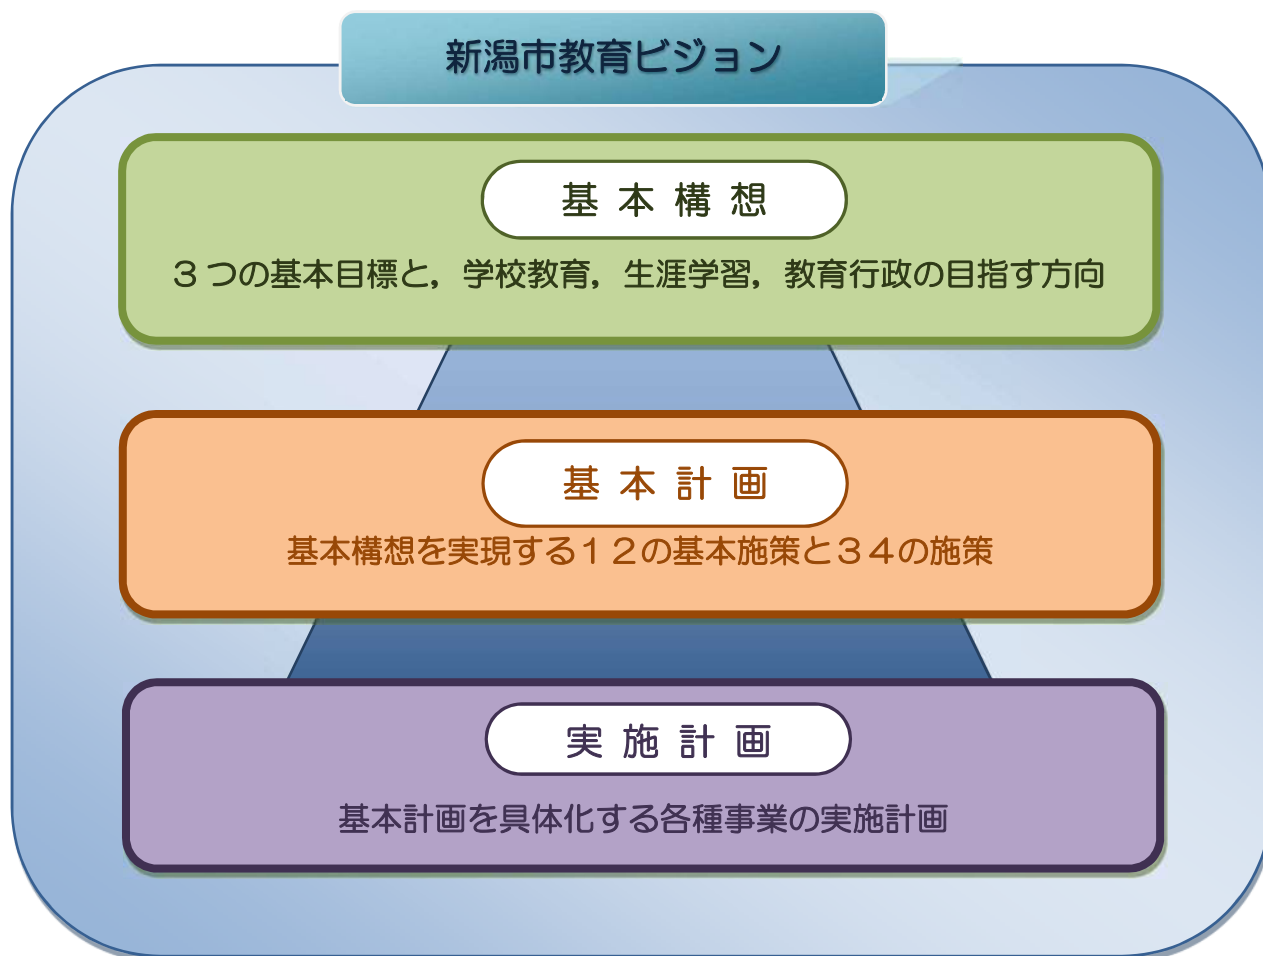 新潟市教育ビジョン
基本構想
３つの基本目標と，学校教育，生涯学習，教育行政の目指す方向
基本計画
基本構想を実現する１２の基本施策と３４の施策
実施計画
基本計画を具体化する各種事業の実施計画